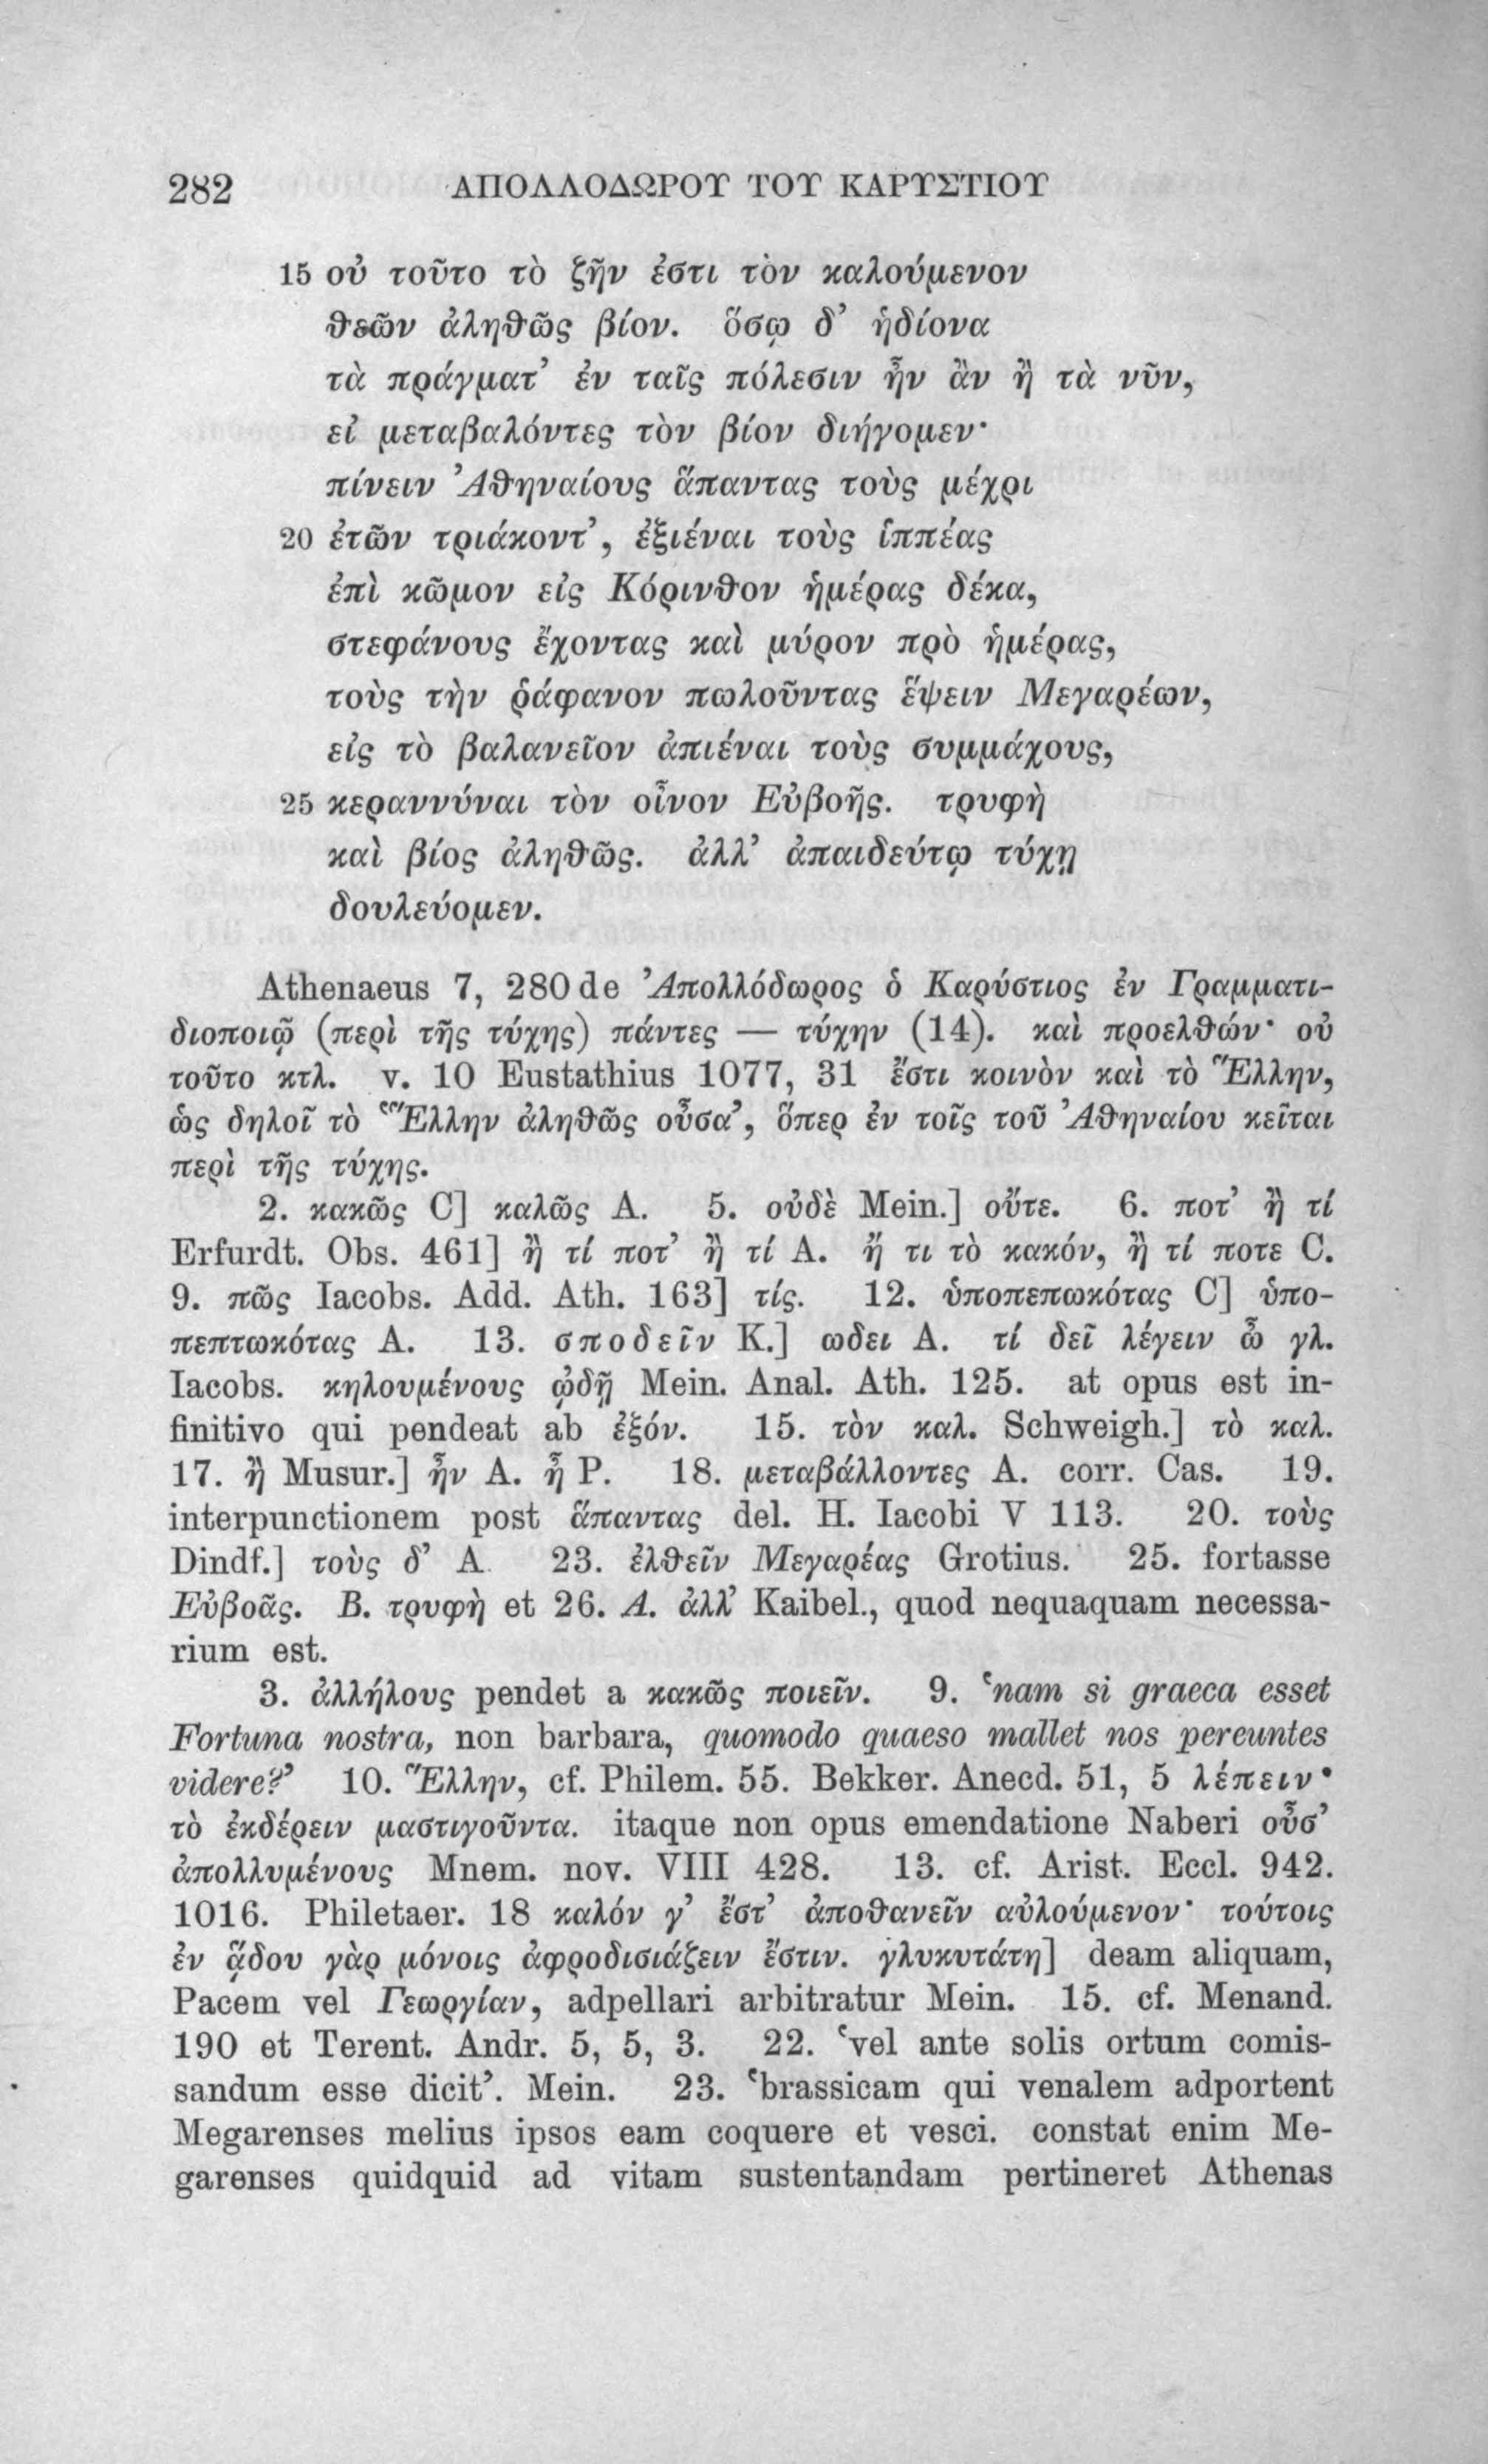 282 ΑΠΟΛΛΟΔΩΡΟΥ ΤΟΥ ΚΑΡΥΣΤΙΟΥ
15 οὐ τοῦτο τὸ ζῆν ἐστι τὸν καλούμενον
θεῶν ἀληθῶς βίον. ὅσῳ δ’ ἡδίονα
τὰ πράγματ’ ἐν ταῖς πόλεσιν ἦν ἂν ἢ τὰ νῦν,
εἰ μεταβαλόντες τὸν βίον διήγομεν·
πίνειν Ἀθηναίους ἅπαντας τοὺς μέχρι
20 ἐτῶν τριάκοντ’, ἐξιέναι τοὺς ἱππέας
ἐπὶ κῶμον εἰς Κόρινθον ἡμέρας δέκα,
στεφάνους ἔχοντας καὶ μύρον πρὸ ἡμέρας,
τοὺς τὴν ῥάφανον πωλοῦντας ἕψειν Μεγαρέων,
εἰς τὸ βαλανεῖον ἀπιέναι τοὺς συμμάχους,
25 κεραννύναι τὸν οἶνον Εὐβοῆς. τρυφὴ
καὶ βίος ἀληθῶς. ἀλλ’ ἀπαιδεύτῳ τύχῃ
δουλεύομεν.
Athenaeus 7, 280 de Ἀπολλόδωρος ὁ Καρύστιος ἐν Γραμματι-
διοποιῷ (περὶ τῆς τύχης) πάντες — τύχην (14). καὶ προελθών· οὐ
τοῦτο κτλ. v. 10 Eustathius 1077, 31 ἔστι κοινὸν καὶ τὸ Ἕλλην,
ὡς δηλοῖ τὸ ‘Ἕλλην ἀληθῶς οὖσα’, ὅπερ ἐν τοῖς τοῦ Ἀθηναίου κεῖται
περὶ τῆς τύχης.
2. κακῶς C] καλῶς A. 5. οὐδὲ Mein.] οὔτε. 6. ποτ’ ἢ τί
Erfurdt. Obs. 461] ἢ τί ποτ’ ἢ τί A. ἤ τι τὸ κακόν, ἢ τί ποτε C.
9. πῶς Iacobs. Add. Ath. 163] τίς. 12. ὑποπεπωκότας C] ὑπο-
πεπτωκότας A. 13. σποδεῖν K.] ωδει A. τί δεῖ λέγειν ὦ γλ.
Iacobs. κηλουμένους ᾠδῇ Mein. Anal. Ath. 125. at opus est in-
finitivo qui pendeat ab ἐξόν. 15. τὸν καλ. Schweigh.] τὸ καλ.
17. ἢ Musur.] ἦν A. ἦ P. 18. μεταβάλλοντες A. corr. Cas. 19.
interpunctionem post ἅπαντας del. H. Iacobi V 113. 20. τοὺς
Dindf.] τοὺς δ’ A. 23. ἐλθεῖν Μεγαρέας Grotius. 25. fortasse
Εὐβοᾶς. B. τρυφὴ et 26. A. ἀλλ’ Kaibel., quod nequaquam necessa-
rium est.
3. ἀλλήλους pendet a κακῶς ποιεῖν. 9. ‘nam si graeca esset
Fortuna nostra, non barbara, quomodo quaeso mallet nos pereuntes
videre?’ 10. Ἕλλην, cf. Philem. 55. Bekker. Anecd. 51, 5 λέπειν·
τὸ ἐκδέρειν μαστιγοῦντα. itaque non opus emendatione Naberi οὖσ’
ἀπολλυμένους Mnem. nov. VIII 428. 13. cf. Arist. Eccl. 942.
1016. Philetaer. 18 καλόν γ’ ἔστ’ ἀποθανεῖν αὐλούμενον· τούτοις
ἐν ᾅδου γὰρ μόνοις ἀφροδισιάζειν ἔστιν. γλυκυτάτη] deam aliquam,
Pacem vel Γεωργίαν, adpellari arbitratur Mein. 15. cf. Menand.
190 et Terent. Andr. 5, 5, 3. 22. ‘vel ante solis ortum comis-
sandum esse dicit’. Mein. 23. ‘brassicam qui venalem adportent
Megarenses melius ipsos eam coquere et vesci. constat enim Me-
garenses quidquid ad vitam sustentandam pertineret Athenas